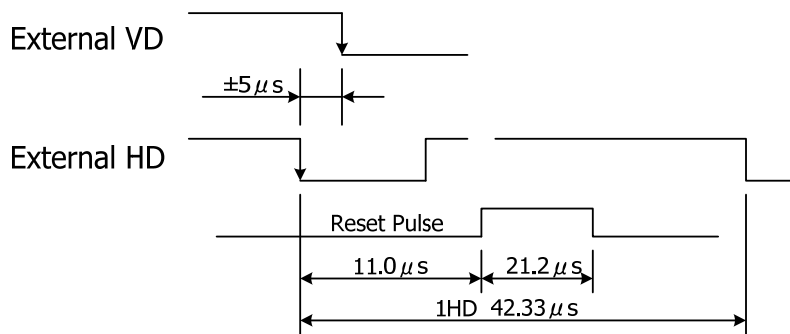 External VD
±5μs
External HD
Reset Pulse
11.0μs
21.2μs
1HD 42.33μs